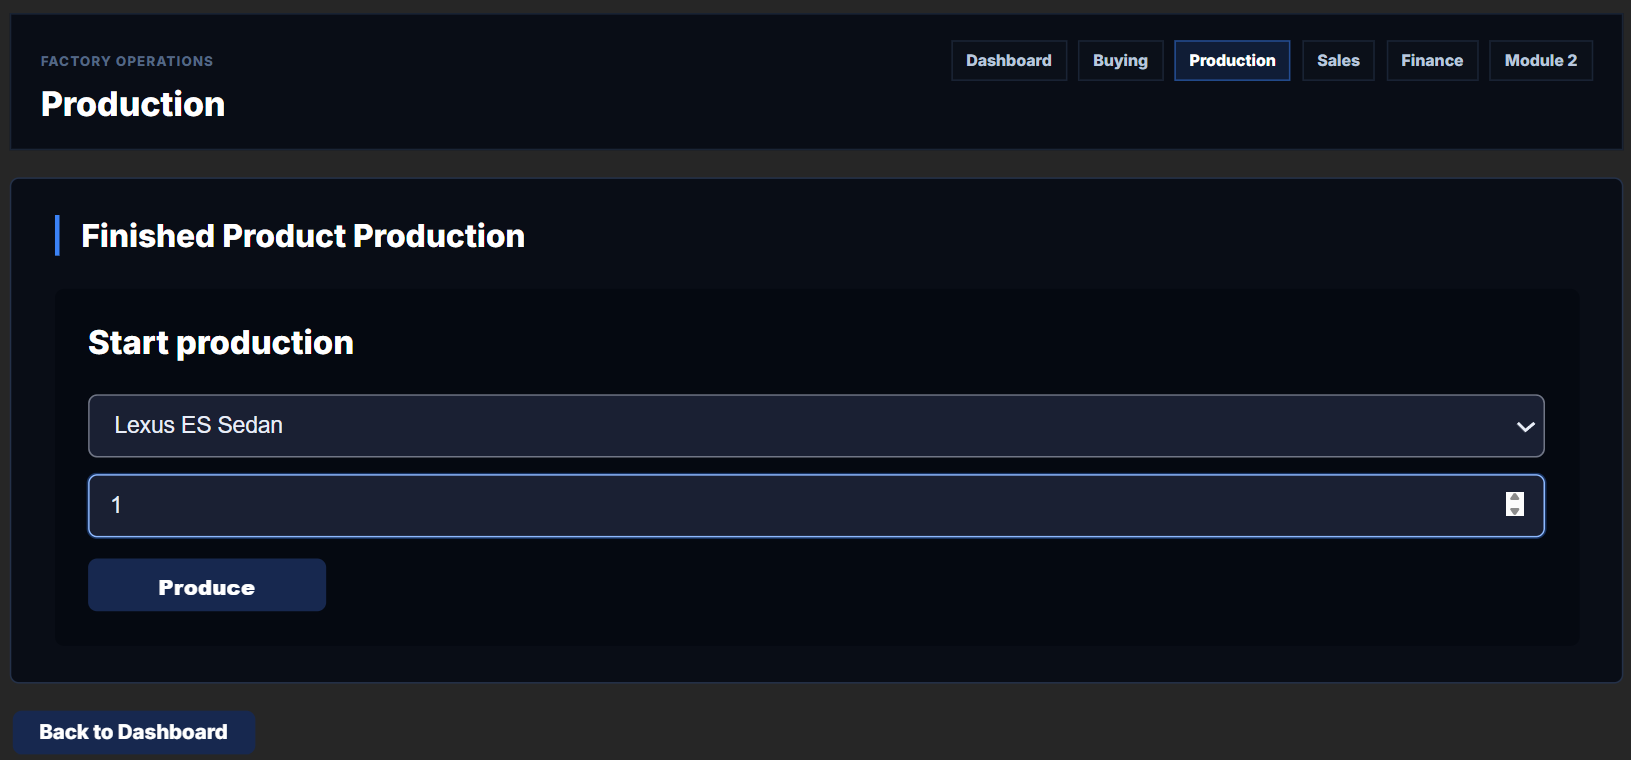 FACTORY OPERATIONS
Production
Dashboard Buying Production Sales Finance Module 2
Finished Product Production
Start production
Lexus ES Sedan
1
Produce
Back to Dashboard